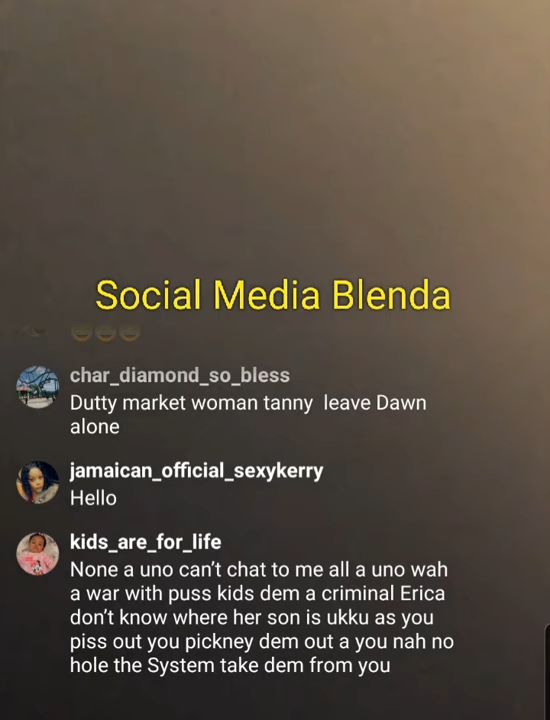 Social Media Blenda
char_diamond_so_bless
Dutty market woman tanny leave Dawn
alone
jamaican_official_sexykerry
Hello
kids_are_for_life
None a uno can't chat to me all a uno wah
a war with puss kids dem a criminal Erica
don't know where her son is ukku as you
piss out you pickney dem out a you nah no
hole the System take dem from you